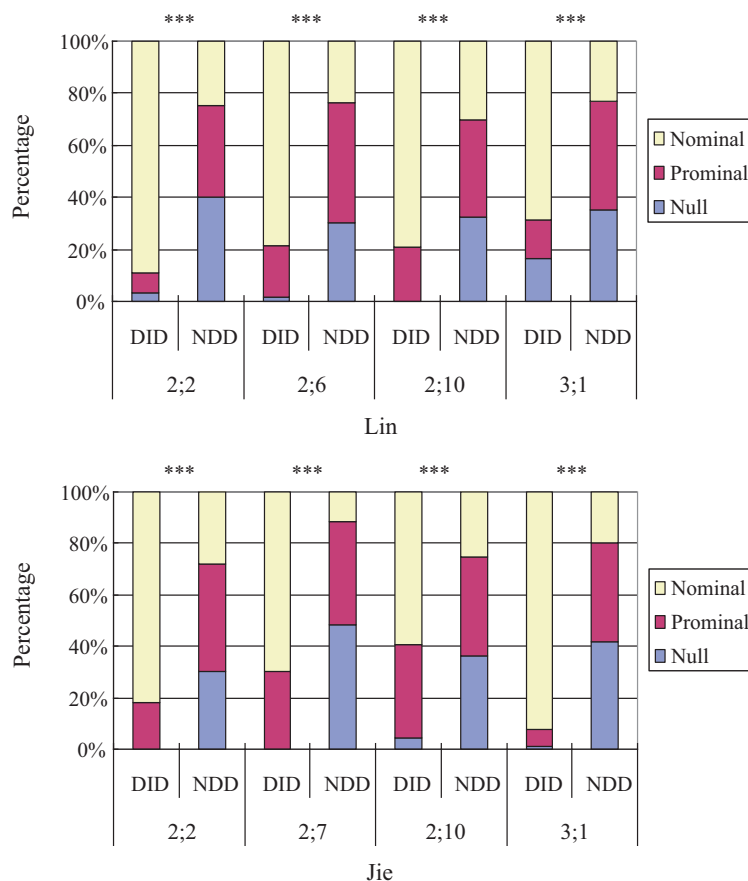 *** *** *** ***
100%
80%
60%
40%
20%
0%
Percentage
Nominal
Prominal
Null
DID NDD DID NDD DID NDD DID NDD
2;2 2;6 2;10 3;1
Lin
*** *** *** ***
100%
80%
60%
40%
20%
0%
Percentage
Nominal
Prominal
Null
DID NDD DID NDD DID NDD DID NDD
2;2 2;7 2;10 3;1
Jie